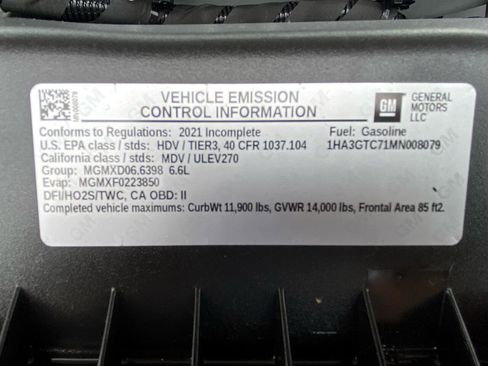 VEHICLE EMISSION
CONTROL INFORMATION
GM GENERAL
MOTORS
LLC
MN008079
Conforms to Regulations: 2021 Incomplete Fuel: Gasoline
U.S. EPA class / stds: HDV / TIER3, 40 CFR 1037.104 1HA3GTC71MN008079
California class / stds: MDV / ULEV270
Group: MGMXD06.6398 6.6L
Evap: MGMXF0223850
DFI/HO2S/TWC, CA OBD: II
Completed vehicle maximums: CurbWt 11,900 lbs, GVWR 14,000 lbs, Frontal Area 85 ft2.